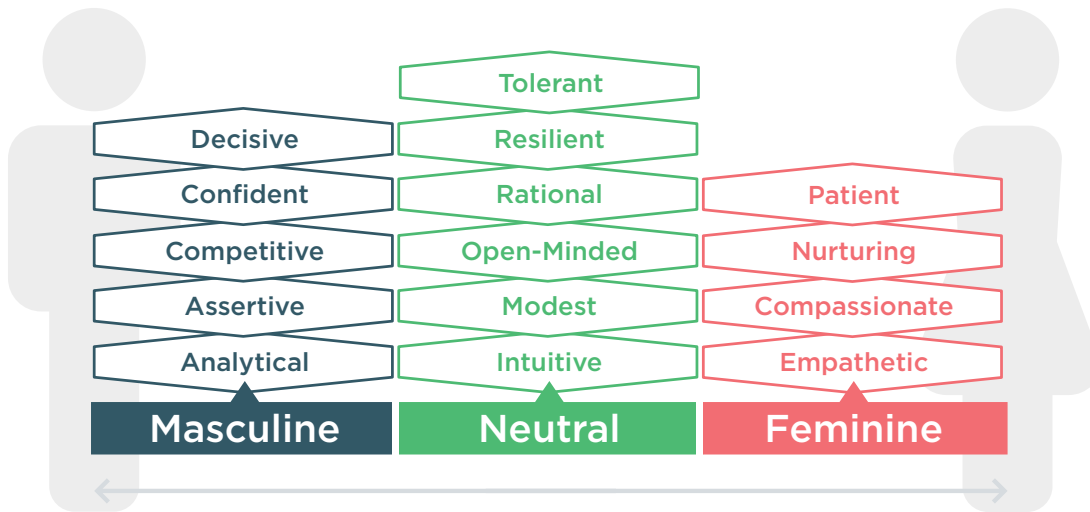 Tolerant
Decisive
Resilient
Confident
Rational
Patient
Competitive
Open-Minded
Nurturing
Assertive
Modest
Compassionate
Analytical
Intuitive
Empathetic
Masculine
Neutral
Feminine